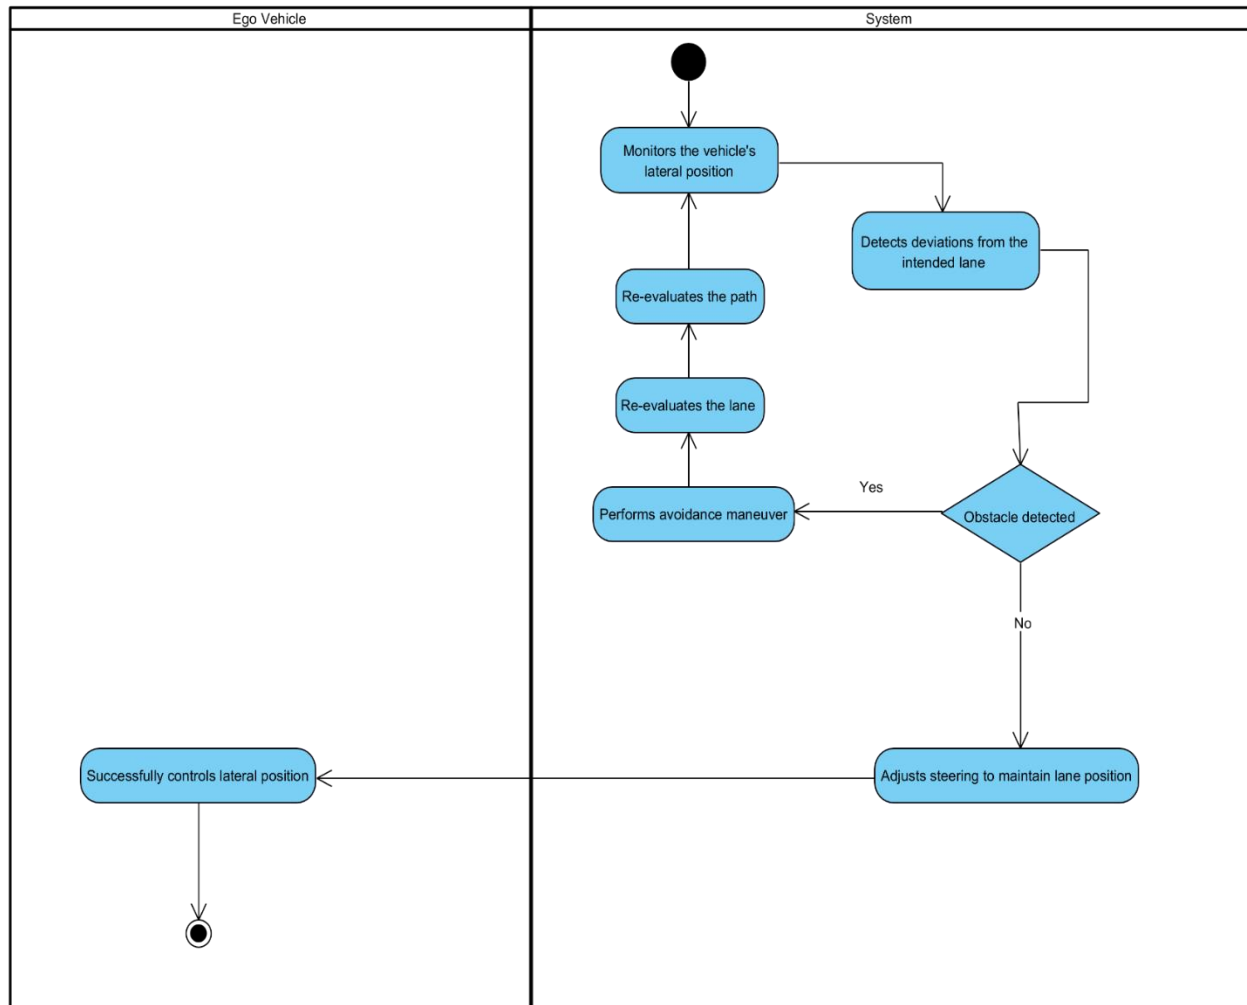 Ego Vehicle
System
Monitors the vehicle's
lateral position
Detects deviations from the
intended lane
Re-evaluates the path
Re-evaluates the lane
Yes
Performs avoidance maneuver
Obstacle detected
No
Successfully controls lateral position
Adjusts steering to maintain lane position